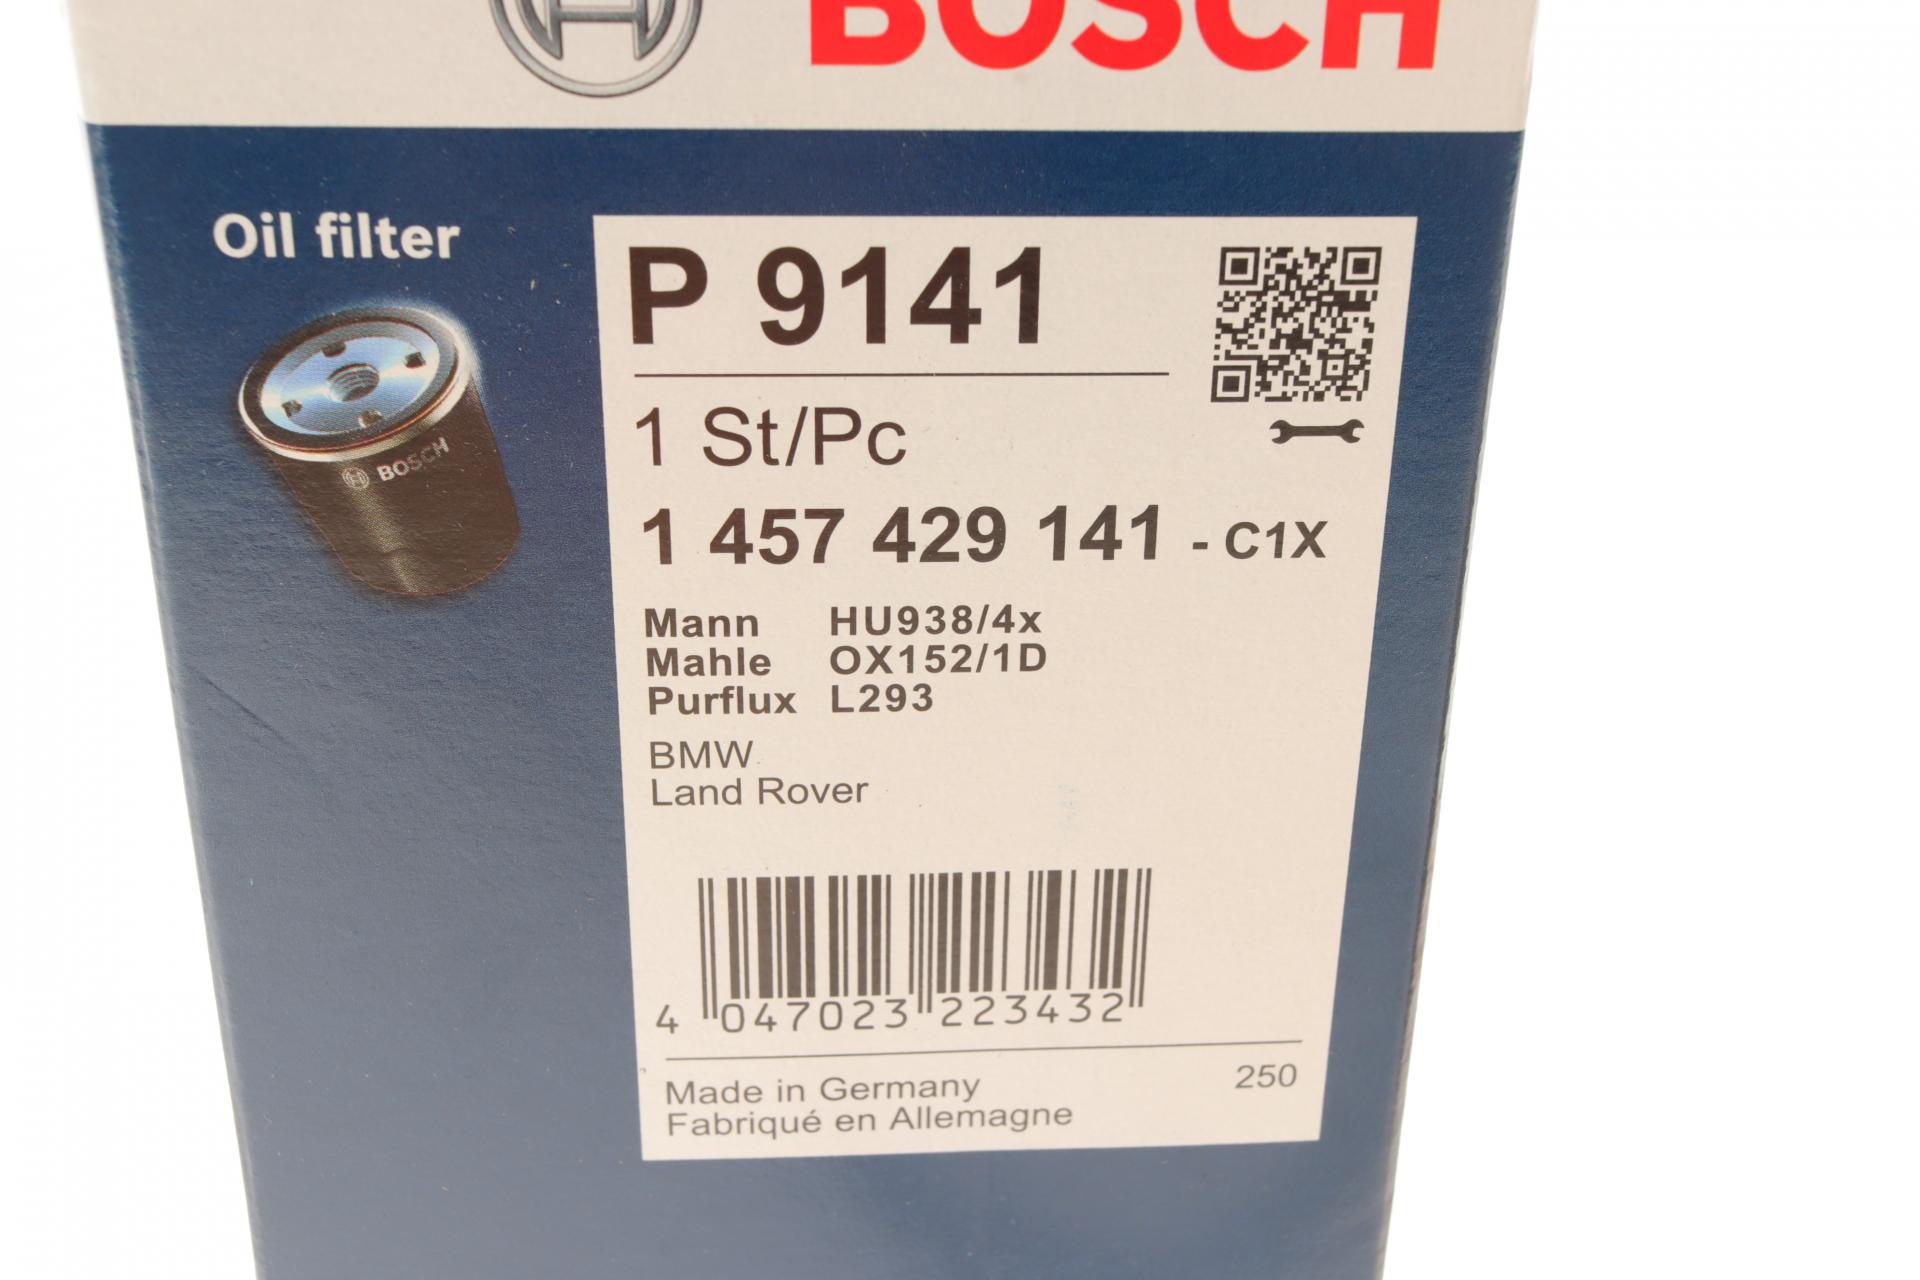 BOSCH
Oil filter
BOSCH
P 9141
1 St/Pc
1 457 429 141 - C1X
Mann HU938/4x
Mahle OX152/1D
Purflux L293
BMW
Land Rover
4 047023 223432
Made in Germany 250
Fabriqué en Allemagne